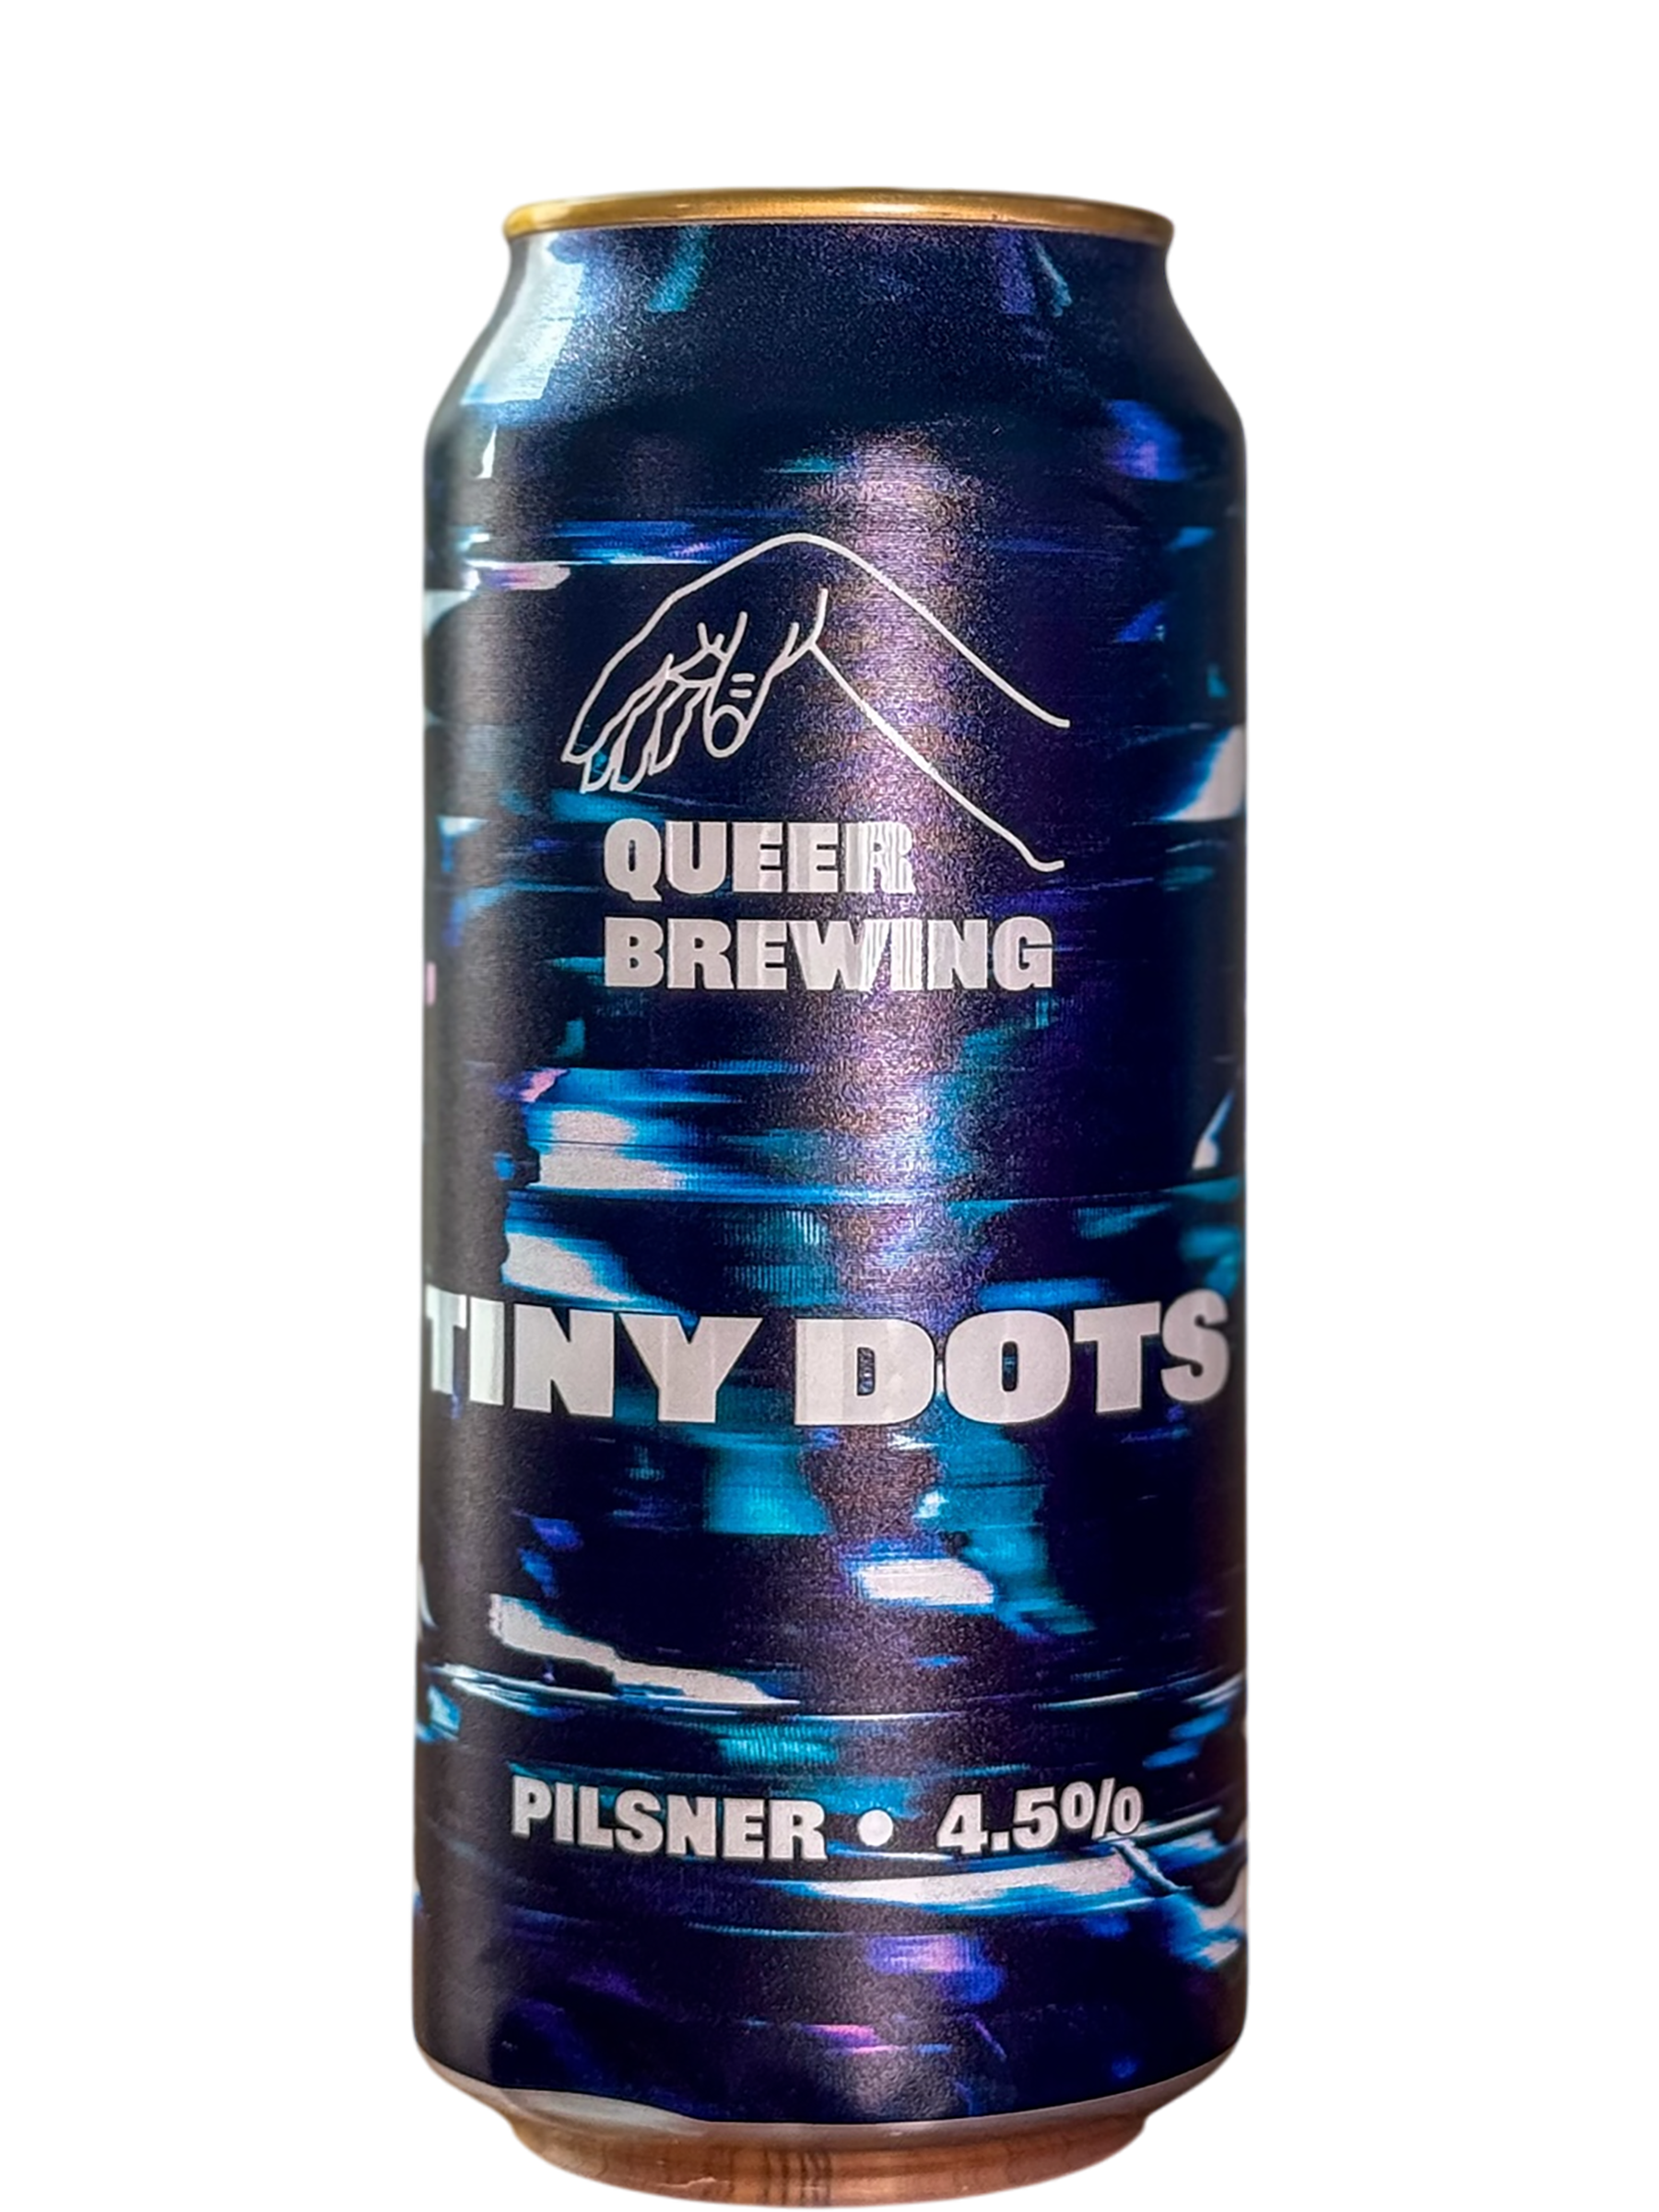 QUEER
BREWING
TINY DOTS
PILSNER • 4.5%